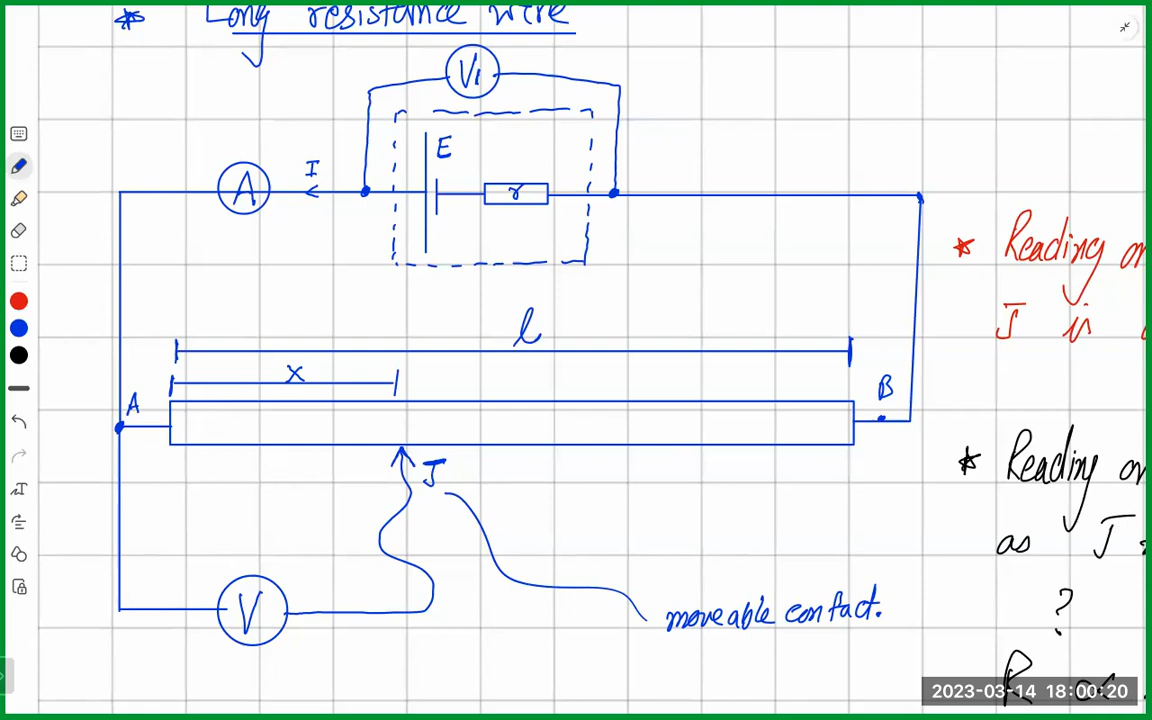 * Long resistance wire
V1
E
I
A
r
* Reading on
J is
l
x
A
B
J
* Reading on
as J
V
moveable contact.
?
R ∝
2023-03-14 18:00:20